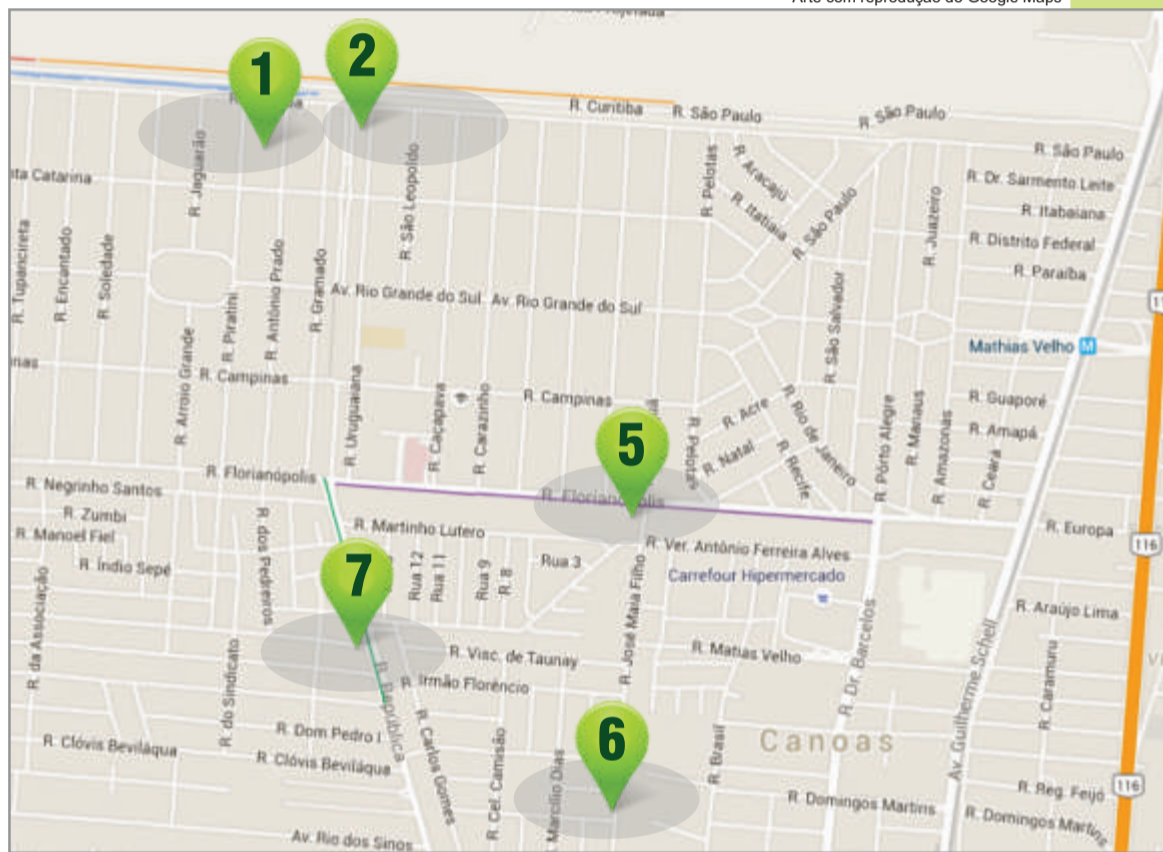 Arte com reprodução do Google Maps
1
2
R. Curitiba
R. São Paulo
R. São Paulo
R. São Paulo
R. Dr. Sarmento Leite
R. Itabaiana
R. Distrito Federal
R. Paraíba
R. Jaguarão
R. São Leopoldo
R. Pelotas
R. Aracajú
R. Itatiaia
R. São Paulo
R. Juazeiro
ta Catarina
R. Tupancireta
R. Encantado
R. Soledade
R. Piratini
R. Antônio Prado
R. Gramado
Av. Rio Grande do Sul
Av. Rio Grande do Sul
R. São Salvador
Mathias Velho M
nas
R. Arroio Grande
R. Campinas
R. Uruguaiana
R. Caçapava
R. Carazinho
R. Campinas
5
R. Pelotas
R. Acre
R. Natal
R. Rio de Janeiro
R. Recife
R. Pôrto Alegre
R. Manaus
R. Amazonas
R. Ceará
R. Guaporé
R. Amapá
R. Florianópolis
R. Florianópolis
R. Negrinho Santos
R. Zumbi
R. Manoel Fiel
R. Índio Sepé
R. dos Pedreiros
R. Martinho Lutero
R. Europa
116
7
Rua 12
Rua 11
Rua 9
R. 8
Rua 3
R. Ver. Antônio Ferreira Alves
Carrefour Hipermercado
R. José Maia Filho
R. Araújo Lima
R. da Associação
R. do Sindicato
R. Visc. de Taunay
R. Matias Velho
R. Dr. Barcelos
Av. Guilherme Schell
R. Caramuru
R. República
R. Irmão Florêncio
6
R. Dom Pedro I
R. Clóvis Beviláqua
R. Clóvis Beviláqua
R. Carlos Gomes
R. Cel. Camisão
Marcílio Dias
R. Brasil
Canoas
R. Domingos Martins
R. Reg. Feijó
116
R. Domingos Martins
Av. Rio dos Sinos